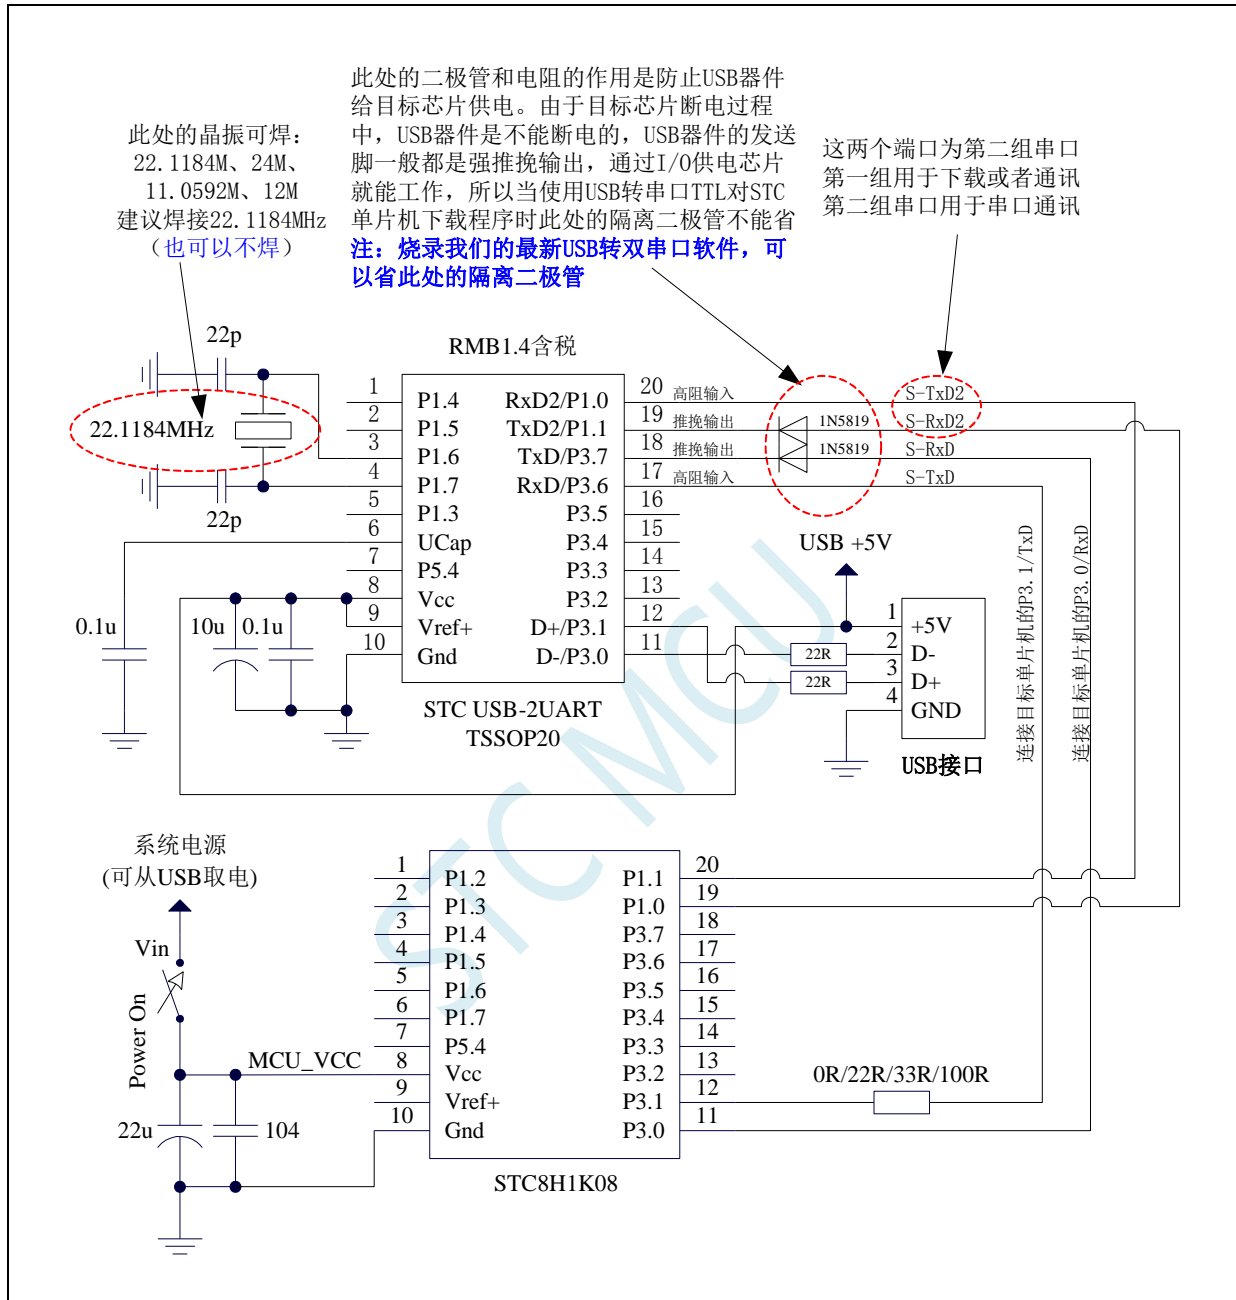 此处的二极管和电阻的作用是防止USB器件
给目标芯片供电。由于目标芯片断电过程
中，USB器件是不能断电的，USB器件的发送
脚一般都是强推挽输出，通过I/O供电芯片
就能工作，所以当使用USB转串口TTL对STC
单片机下载程序时此处的隔离二极管不能省
注：烧录我们的最新USB转双串口软件，可
以省此处的隔离二极管
此处的晶振可焊：
22.1184M、24M、
11.0592M、12M
建议焊接22.1184MHz
（也可以不焊）
这两个端口为第二组串口
第一组用于下载或者通讯
第二组串口用于串口通讯
22p
22.1184MHz
22p
RMB1.4含税
1 P1.4 RxD2/P1.0 20 高阻输入 S-TxD2
2 P1.5 TxD2/P1.1 19 推挽输出 1N5819 S-RxD2
3 P1.6 TxD/P3.7 18 推挽输出 1N5819 S-RxD
4 P1.7 RxD/P3.6 17 高阻输入 S-TxD
5 P1.3 P3.5 16
6 UCap P3.4 15
7 P5.4 P3.3 14
8 Vcc P3.2 13
9 Vref+ D+/P3.1 12
10 Gnd D-/P3.0 11
STC USB-2UART
TSSOP20
0.1u
10u
0.1u
22R
22R
USB +5V
1 +5V
2 D-
3 D+
4 GND
USB接口
连接目标单片机的P3.1/TxD
连接目标单片机的P3.0/RxD
STC MCU
系统电源
(可从USB取电)
Vin
Power On
MCU_VCC
22u
104
1 P1.2 P1.1 20
2 P1.3 P1.0 19
3 P1.4 P3.7 18
4 P1.5 P3.6 17
5 P1.6 P3.5 16
6 P1.7 P3.4 15
7 P5.4 P3.3 14
8 Vcc P3.2 13
9 Vref+ P3.1 12
10 Gnd P3.0 11
0R/22R/33R/100R
STC8H1K08